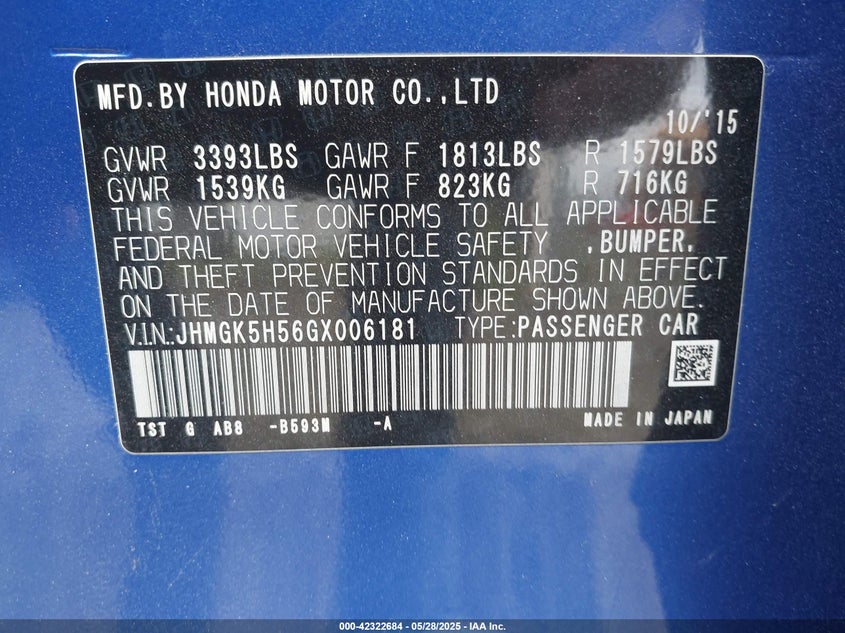 MFD.BY HONDA MOTOR CO.,LTD
10/'15
GVWR 3393LBS GAWR F 1813LBS R 1579LBS
GVWR 1539KG GAWR F 823KG R 716KG
THIS VEHICLE CONFORMS TO ALL APPLICABLE
FEDERAL MOTOR VEHICLE SAFETY ,BUMPER,
AND THEFT PREVENTION STANDARDS IN EFFECT
ON THE DATE OF MANUFACTURE SHOWN ABOVE.
V.I.N.:JHMGK5H56GX006181 TYPE:PASSENGER CAR
TST G AB8 -B593M -A MADE IN JAPAN
000-42322684 - 05/28/2025 - IAA Inc.